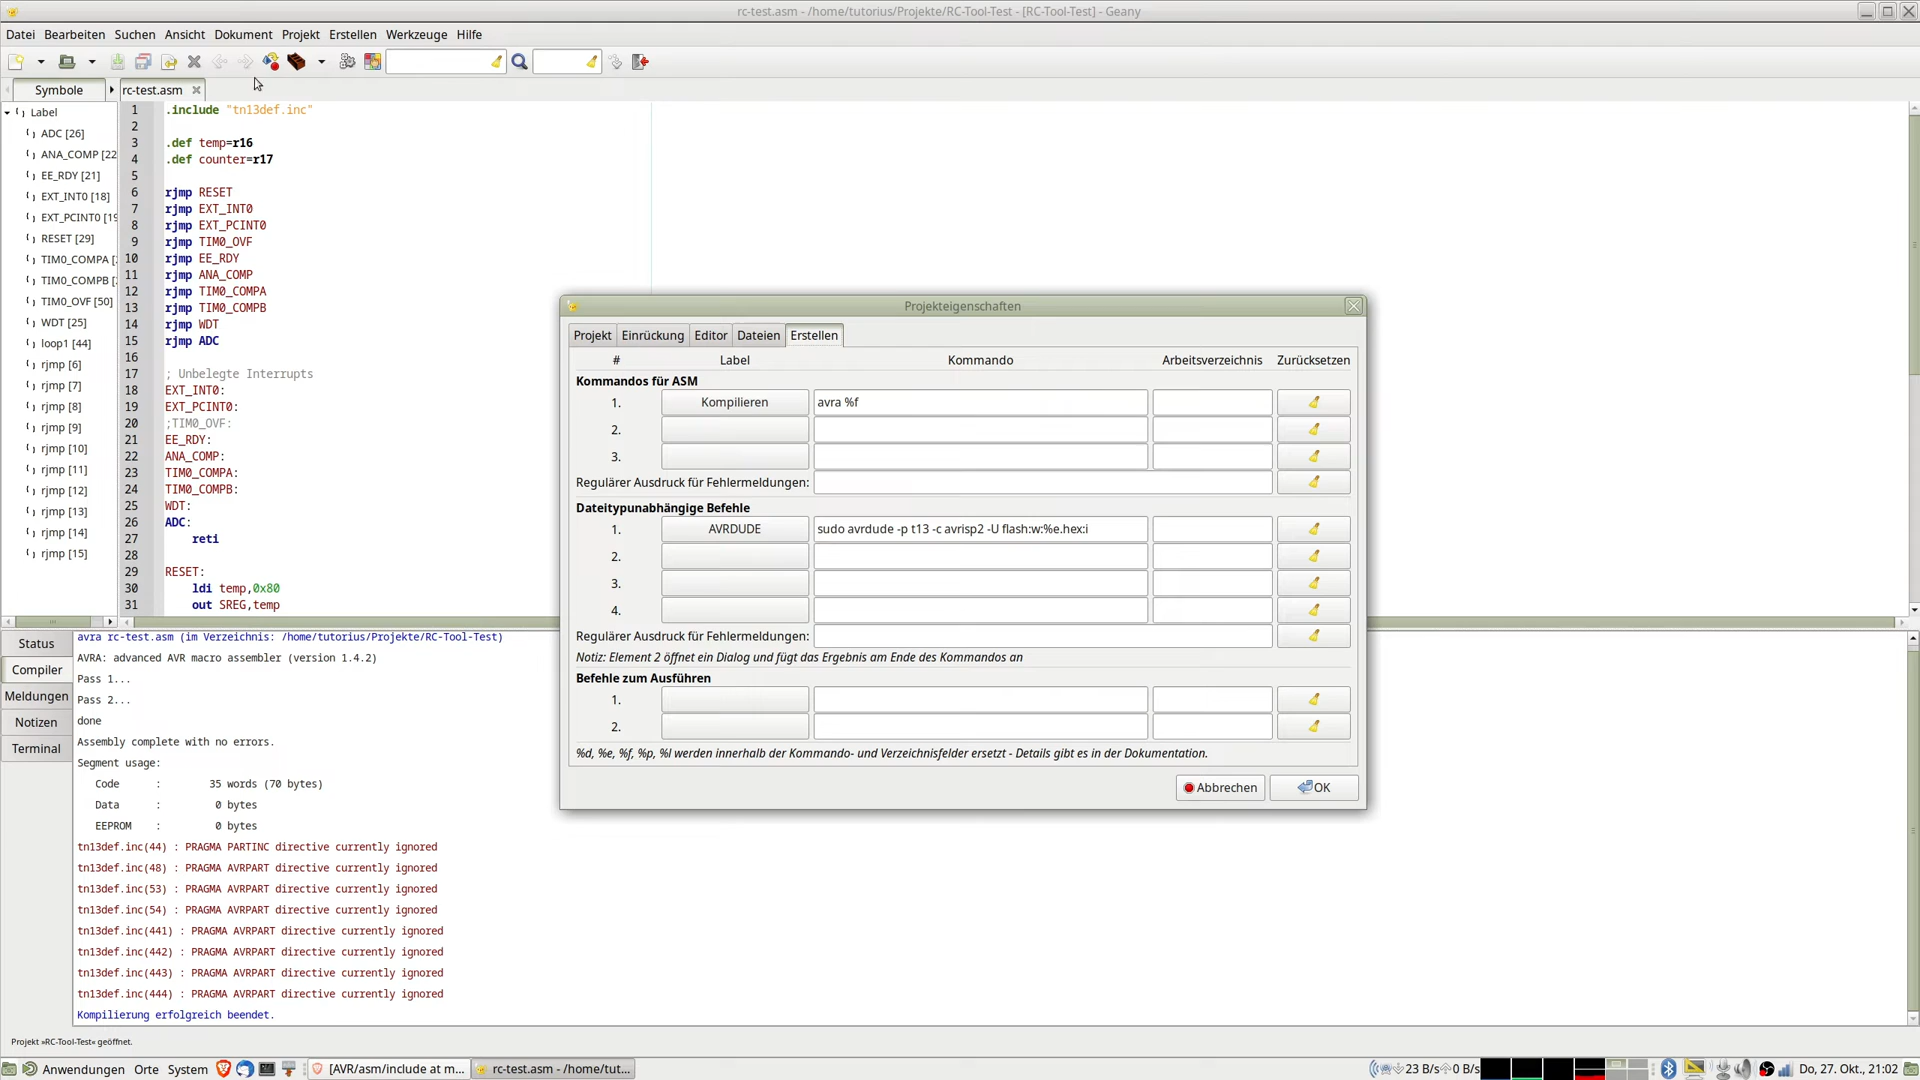 rc-test.asm - /home/tutorius/Projekte/RC-Tool-Test - [RC-Tool-Test] - Geany
Datei Bearbeiten Suchen Ansicht Dokument Projekt Erstellen Werkzeuge Hilfe
Symbole
rc-test.asm
Label
ADC [26]
ANA_COMP [22
EE_RDY [21]
EXT_INT0 [18]
EXT_PCINT0 [19
RESET [29]
TIM0_COMPA [
TIM0_COMPB [
TIM0_OVF [50]
WDT [25]
loop1 [44]
rjmp [6]
rjmp [7]
rjmp [8]
rjmp [9]
rjmp [10]
rjmp [11]
rjmp [12]
rjmp [13]
rjmp [14]
rjmp [15]
1 .include "tn13def.inc"
2
3 .def temp=r16
4 .def counter=r17
5
6 rjmp RESET
7 rjmp EXT_INT0
8 rjmp EXT_PCINT0
9 rjmp TIM0_OVF
10 rjmp EE_RDY
11 rjmp ANA_COMP
12 rjmp TIM0_COMPA
13 rjmp TIM0_COMPB
14 rjmp WDT
15 rjmp ADC
16
17 ; Unbelegte Interrupts
18 EXT_INT0:
19 EXT_PCINT0:
20 ;TIM0_OVF:
21 EE_RDY:
22 ANA_COMP:
23 TIM0_COMPA:
24 TIM0_COMPB:
25 WDT:
26 ADC:
27 reti
28
29 RESET:
30 ldi temp,0x80
31 out SREG,temp
Projekteigenschaften
Projekt Einrückung Editor Dateien Erstellen
# Label Kommando Arbeitsverzeichnis Zurücksetzen
Kommandos für ASM
1. Kompilieren avra %f
2.
3.
Regulärer Ausdruck für Fehlermeldungen:
Dateitypunabhängige Befehle
1. AVRDUDE sudo avrdude -p t13 -c avrisp2 -U flash:w:%e.hex:i
2.
3.
4.
Regulärer Ausdruck für Fehlermeldungen:
Notiz: Element 2 öffnet ein Dialog und fügt das Ergebnis am Ende des Kommandos an
Befehle zum Ausführen
1.
2.
%d, %e, %f, %p, %l werden innerhalb der Kommando- und Verzeichnisfelder ersetzt - Details gibt es in der Dokumentation.
Abbrechen OK
Status
Compiler
Meldungen
Notizen
Terminal
avra rc-test.asm (im Verzeichnis: /home/tutorius/Projekte/RC-Tool-Test)
AVRA: advanced AVR macro assembler (version 1.4.2)
Pass 1...
Pass 2...
done
Assembly complete with no errors.
Segment usage:
Code : 35 words (70 bytes)
Data : 0 bytes
EEPROM : 0 bytes
tn13def.inc(44) : PRAGMA PARTINC directive currently ignored
tn13def.inc(48) : PRAGMA AVRPART directive currently ignored
tn13def.inc(53) : PRAGMA AVRPART directive currently ignored
tn13def.inc(54) : PRAGMA AVRPART directive currently ignored
tn13def.inc(441) : PRAGMA AVRPART directive currently ignored
tn13def.inc(442) : PRAGMA AVRPART directive currently ignored
tn13def.inc(443) : PRAGMA AVRPART directive currently ignored
tn13def.inc(444) : PRAGMA AVRPART directive currently ignored
Kompilierung erfolgreich beendet.
Projekt »RC-Tool-Test« geöffnet.
Anwendungen Orte System [AVR/asm/include at m... rc-test.asm - /home/tut... 23 B/s 0 B/s Do, 27. Okt., 21:02